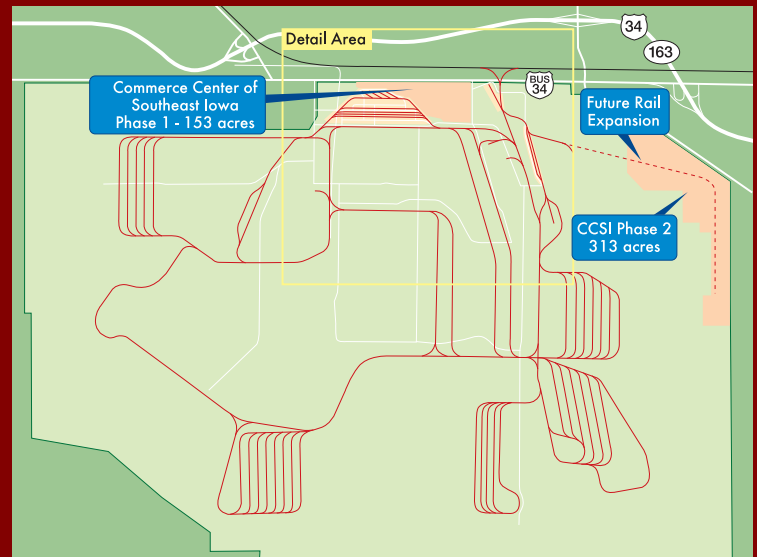 34
163
Detail Area
BUS
34
Commerce Center of
Southeast Iowa
Phase 1 - 153 acres
Future Rail
Expansion
CCSI Phase 2
313 acres